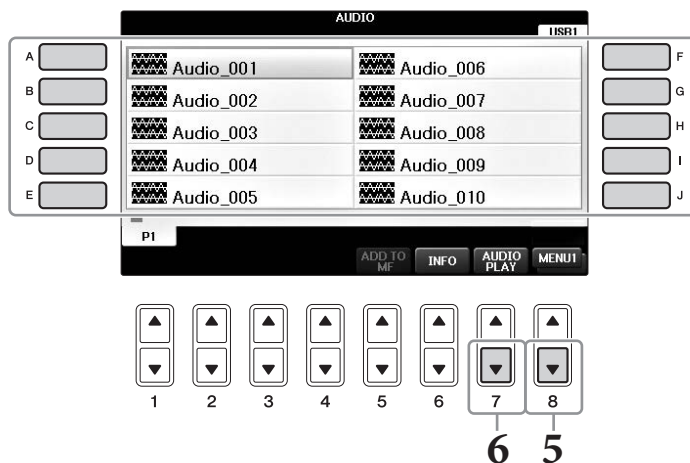 AUDIO
USB1
A
F
Audio_001
Audio_006
B
G
Audio_002
Audio_007
C
H
Audio_003
Audio_008
D
I
Audio_004
Audio_009
E
J
Audio_005
Audio_010
P1
ADD TO MF
INFO
AUDIO PLAY
MENU1
1 2 3 4 5 6 7 8
6 5